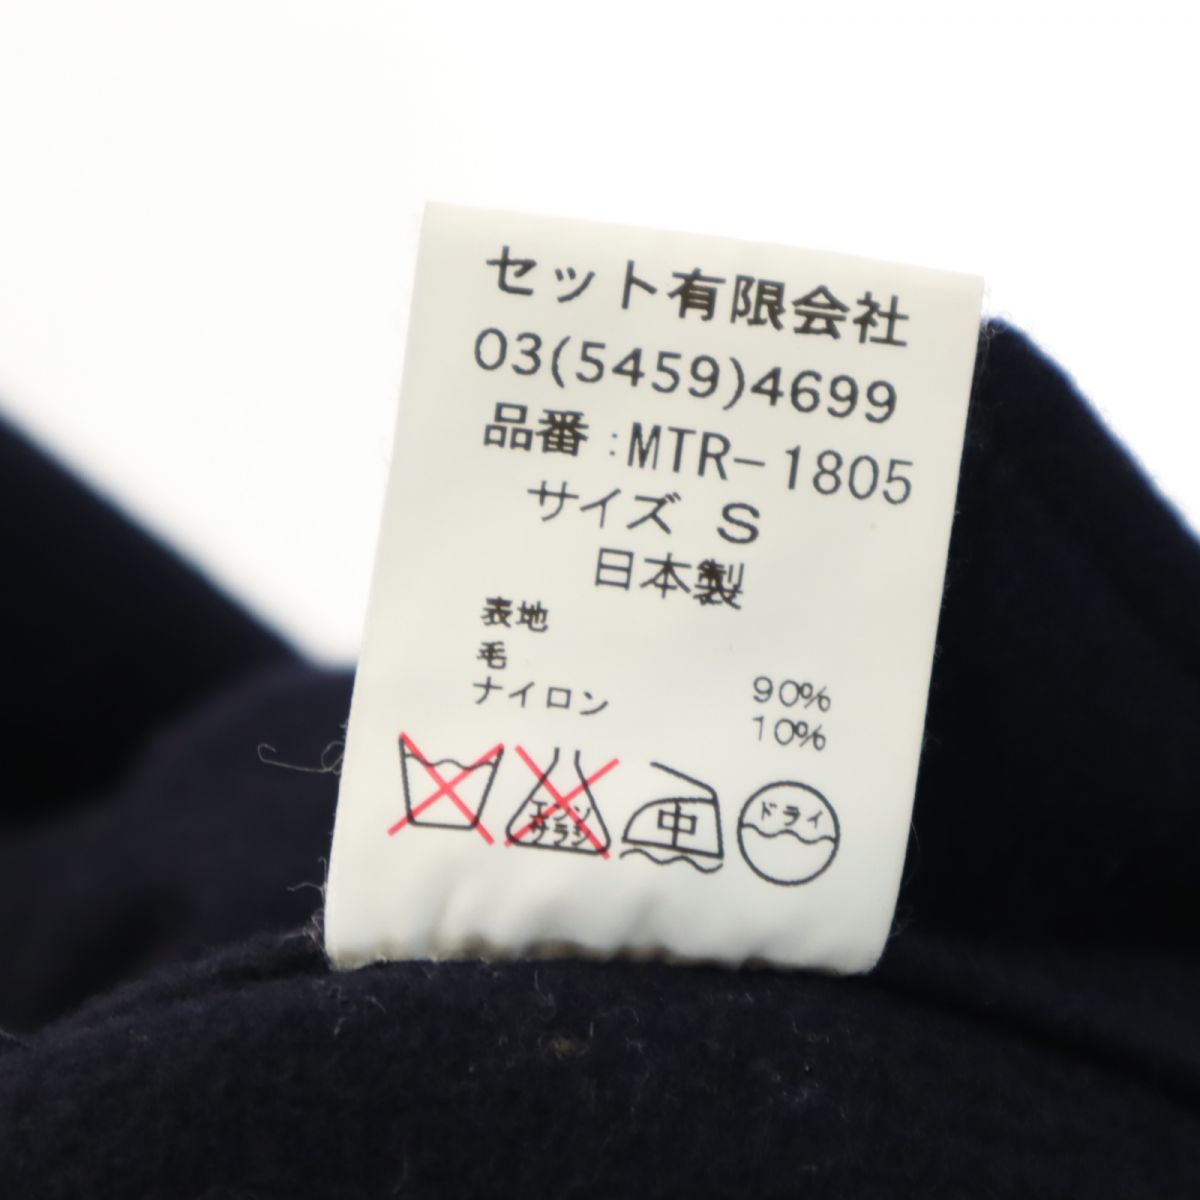 セット有限会社
03(5459)4699
品番:MTR-1805
サイズ S
日本製
表地
毛 90%
ナイロン 10%
エンソ
サラシ
中
ドライ